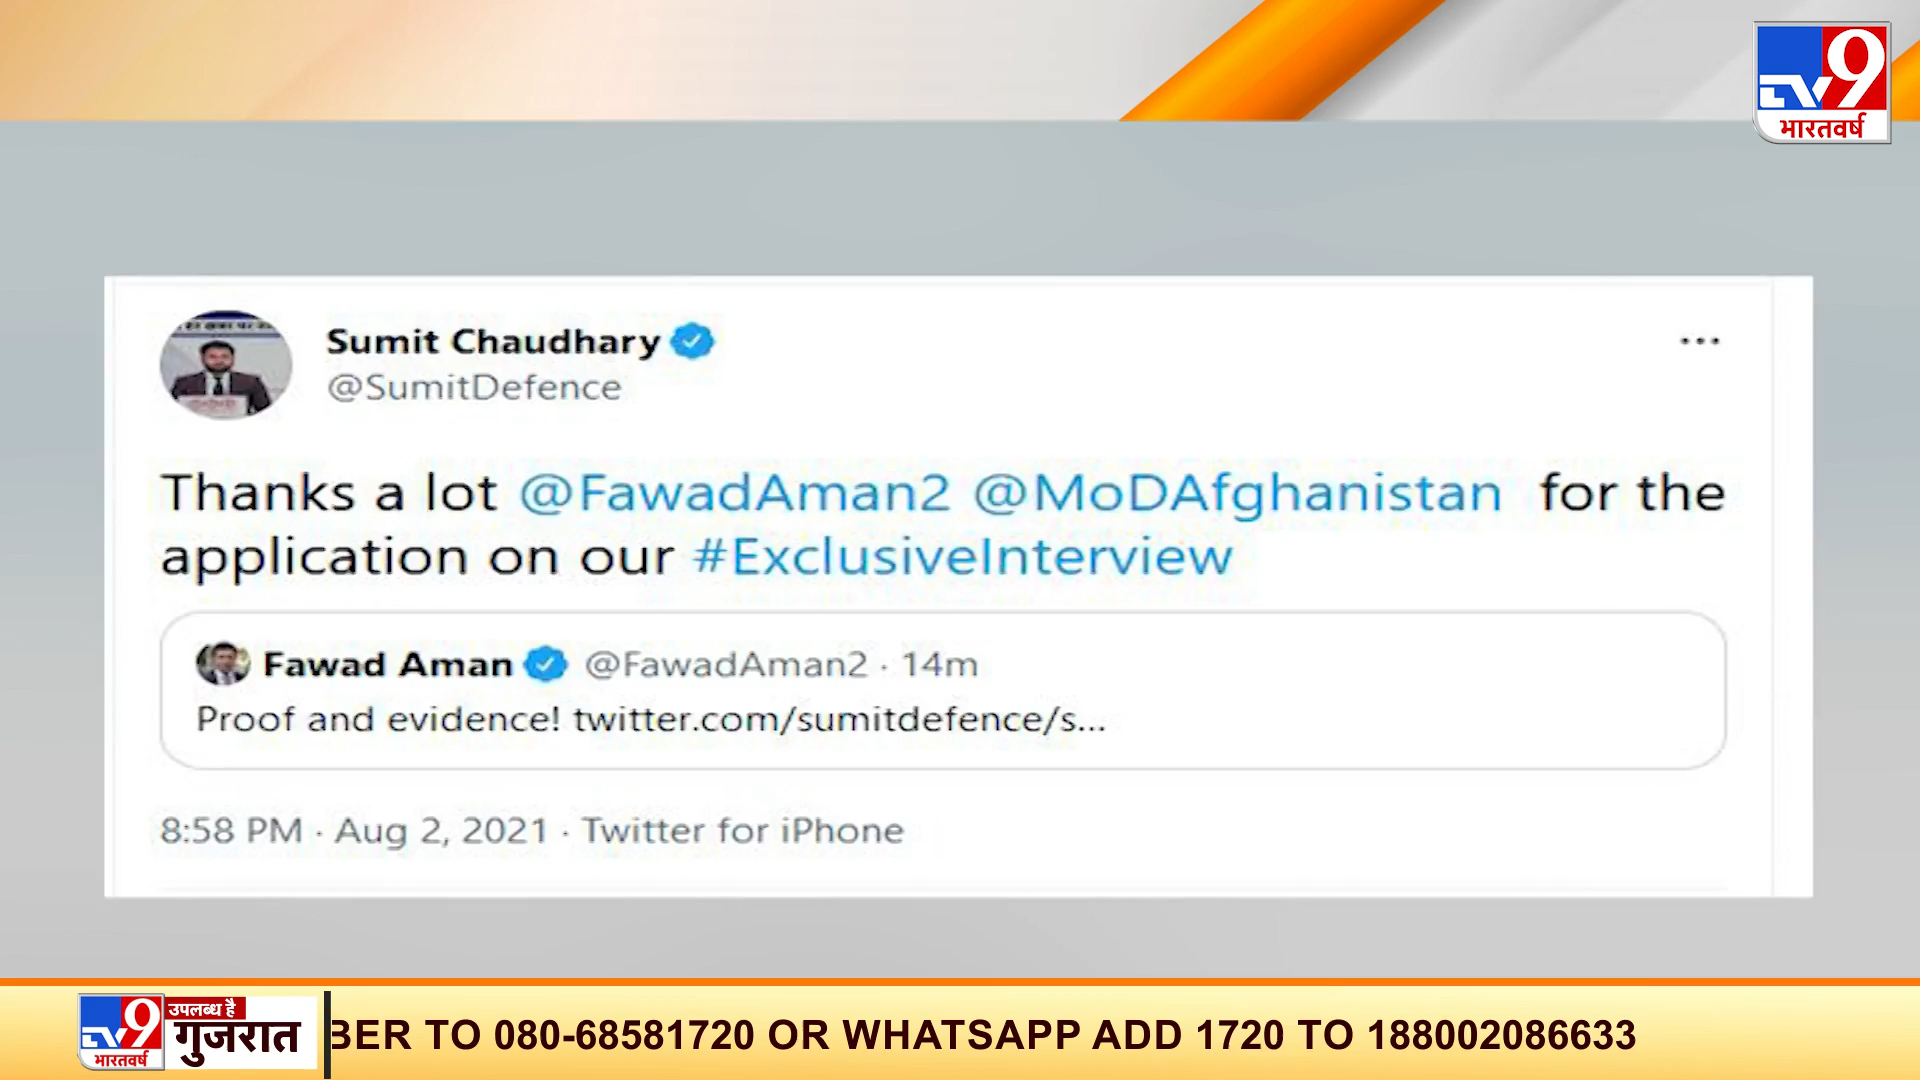 TV9
भारतवर्ष
Sumit Chaudhary
@SumitDefence
Thanks a lot @FawadAman2 @MoDAfghanistan for the
application on our #ExclusiveInterview
Fawad Aman @FawadAman2 · 14m
Proof and evidence! twitter.com/sumitdefence/s...
8:58 PM · Aug 2, 2021 · Twitter for iPhone
TV9 भारतवर्ष उपलब्ध है
गुजरात
BER TO 080-68581720 OR WHATSAPP ADD 1720 TO 188002086633